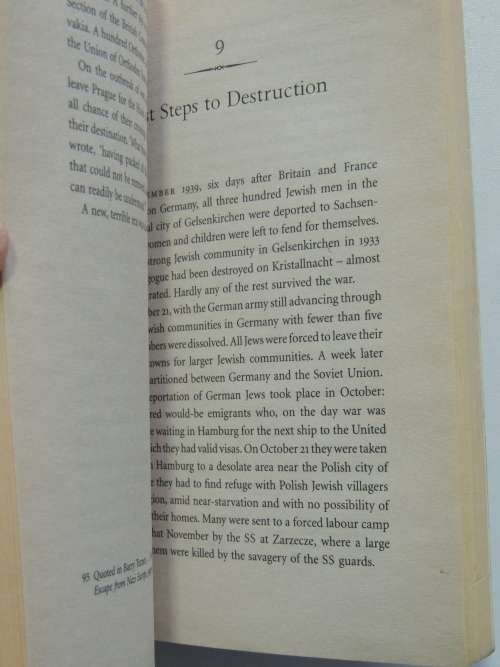 A further
Section of the British
vakia. A hundred
the Union of Orthodox
On the outbreak of
leave Prague for the
all chance of their
their destination.
wrote, 'having packed
that could not be
can readily be
A new, terrible
93 Quoted in Barry
Escape from Nazi Europe,
9
Steps to Destruction
1939, six days after Britain and France
on Germany, all three hundred Jewish men in the
city of Gelsenkirchen were deported to Sachsen-
women and children were left to fend for themselves.
strong Jewish community in Gelsenkirchen in 1933
gogue had been destroyed on Kristallnacht – almost
rated. Hardly any of the rest survived the war.
ber 21, with the German army still advancing through
wish communities in Germany with fewer than five
bers were dissolved. All Jews were forced to leave their
owns for larger Jewish communities. A week later
artitioned between Germany and the Soviet Union.
eportation of German Jews took place in October:
red would-be emigrants who, on the day war was
e waiting in Hamburg for the next ship to the United
ich they had valid visas. On October 21 they were taken
Hamburg to a desolate area near the Polish city of
e they had to find refuge with Polish Jewish villagers
ion, amid near-starvation and with no possibility of
their homes. Many were sent to a forced labour camp
hat November by the SS at Zarzecze, where a large
hem were killed by the savagery of the SS guards.